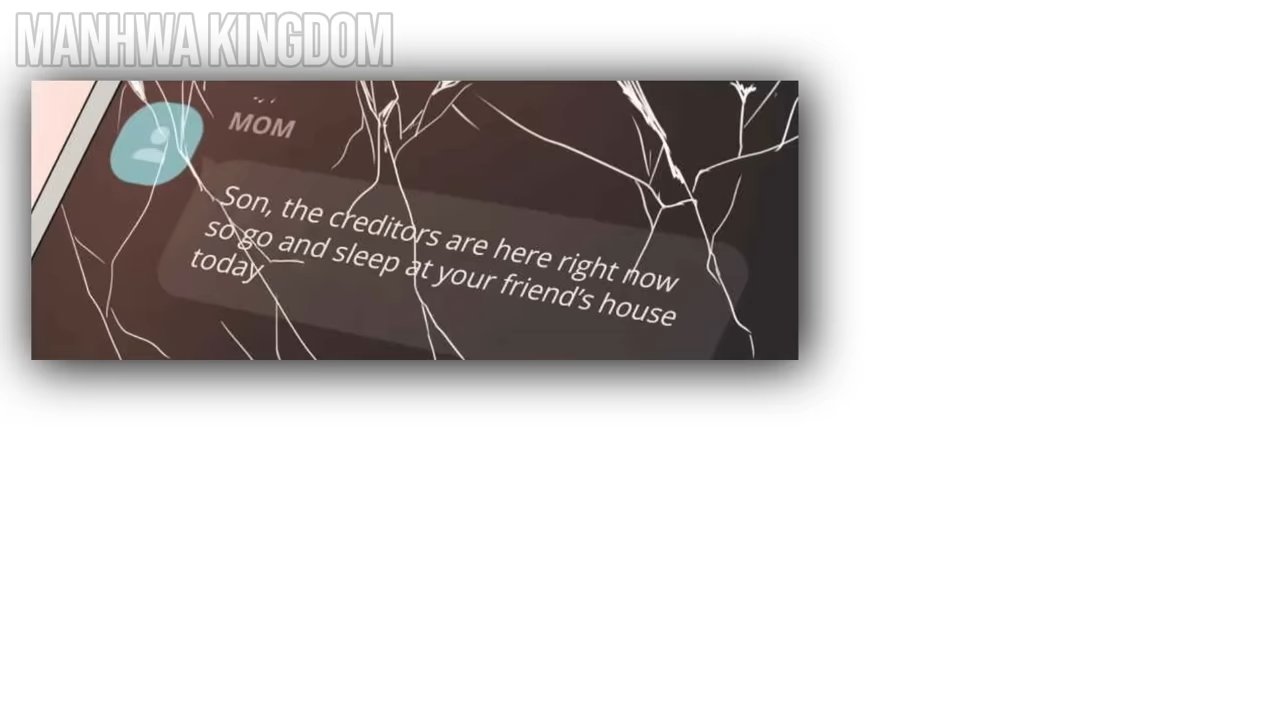 MANHWA KINGDOM
MOM
Son, the creditors are here right now
so go and sleep at your friend's house
today